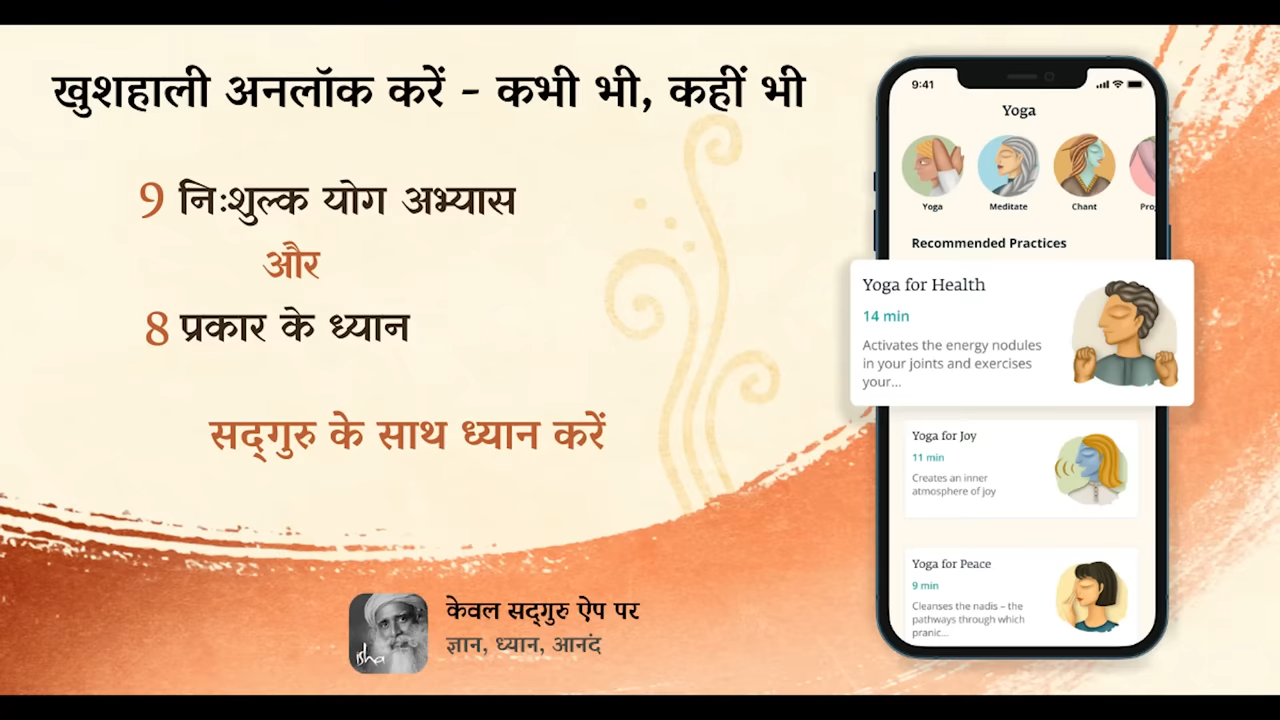 खुशहाली अनलॉक करें - कभी भी, कहीं भी
9 निःशुल्क योग अभ्यास
और
8 प्रकार के ध्यान
सद्गुरु के साथ ध्यान करें
isha
केवल सद्गुरु ऐप पर
ज्ञान, ध्यान, आनंद
9:41
Yoga
Yoga
Meditate
Chant
Pro
Recommended Practices
Yoga for Health
14 min
Activates the energy nodules
in your joints and exercises
your...
Yoga for Joy
11 min
Creates an inner
atmosphere of joy
Yoga for Peace
9 min
Cleanses the nadis – the
pathways through which
pranic...